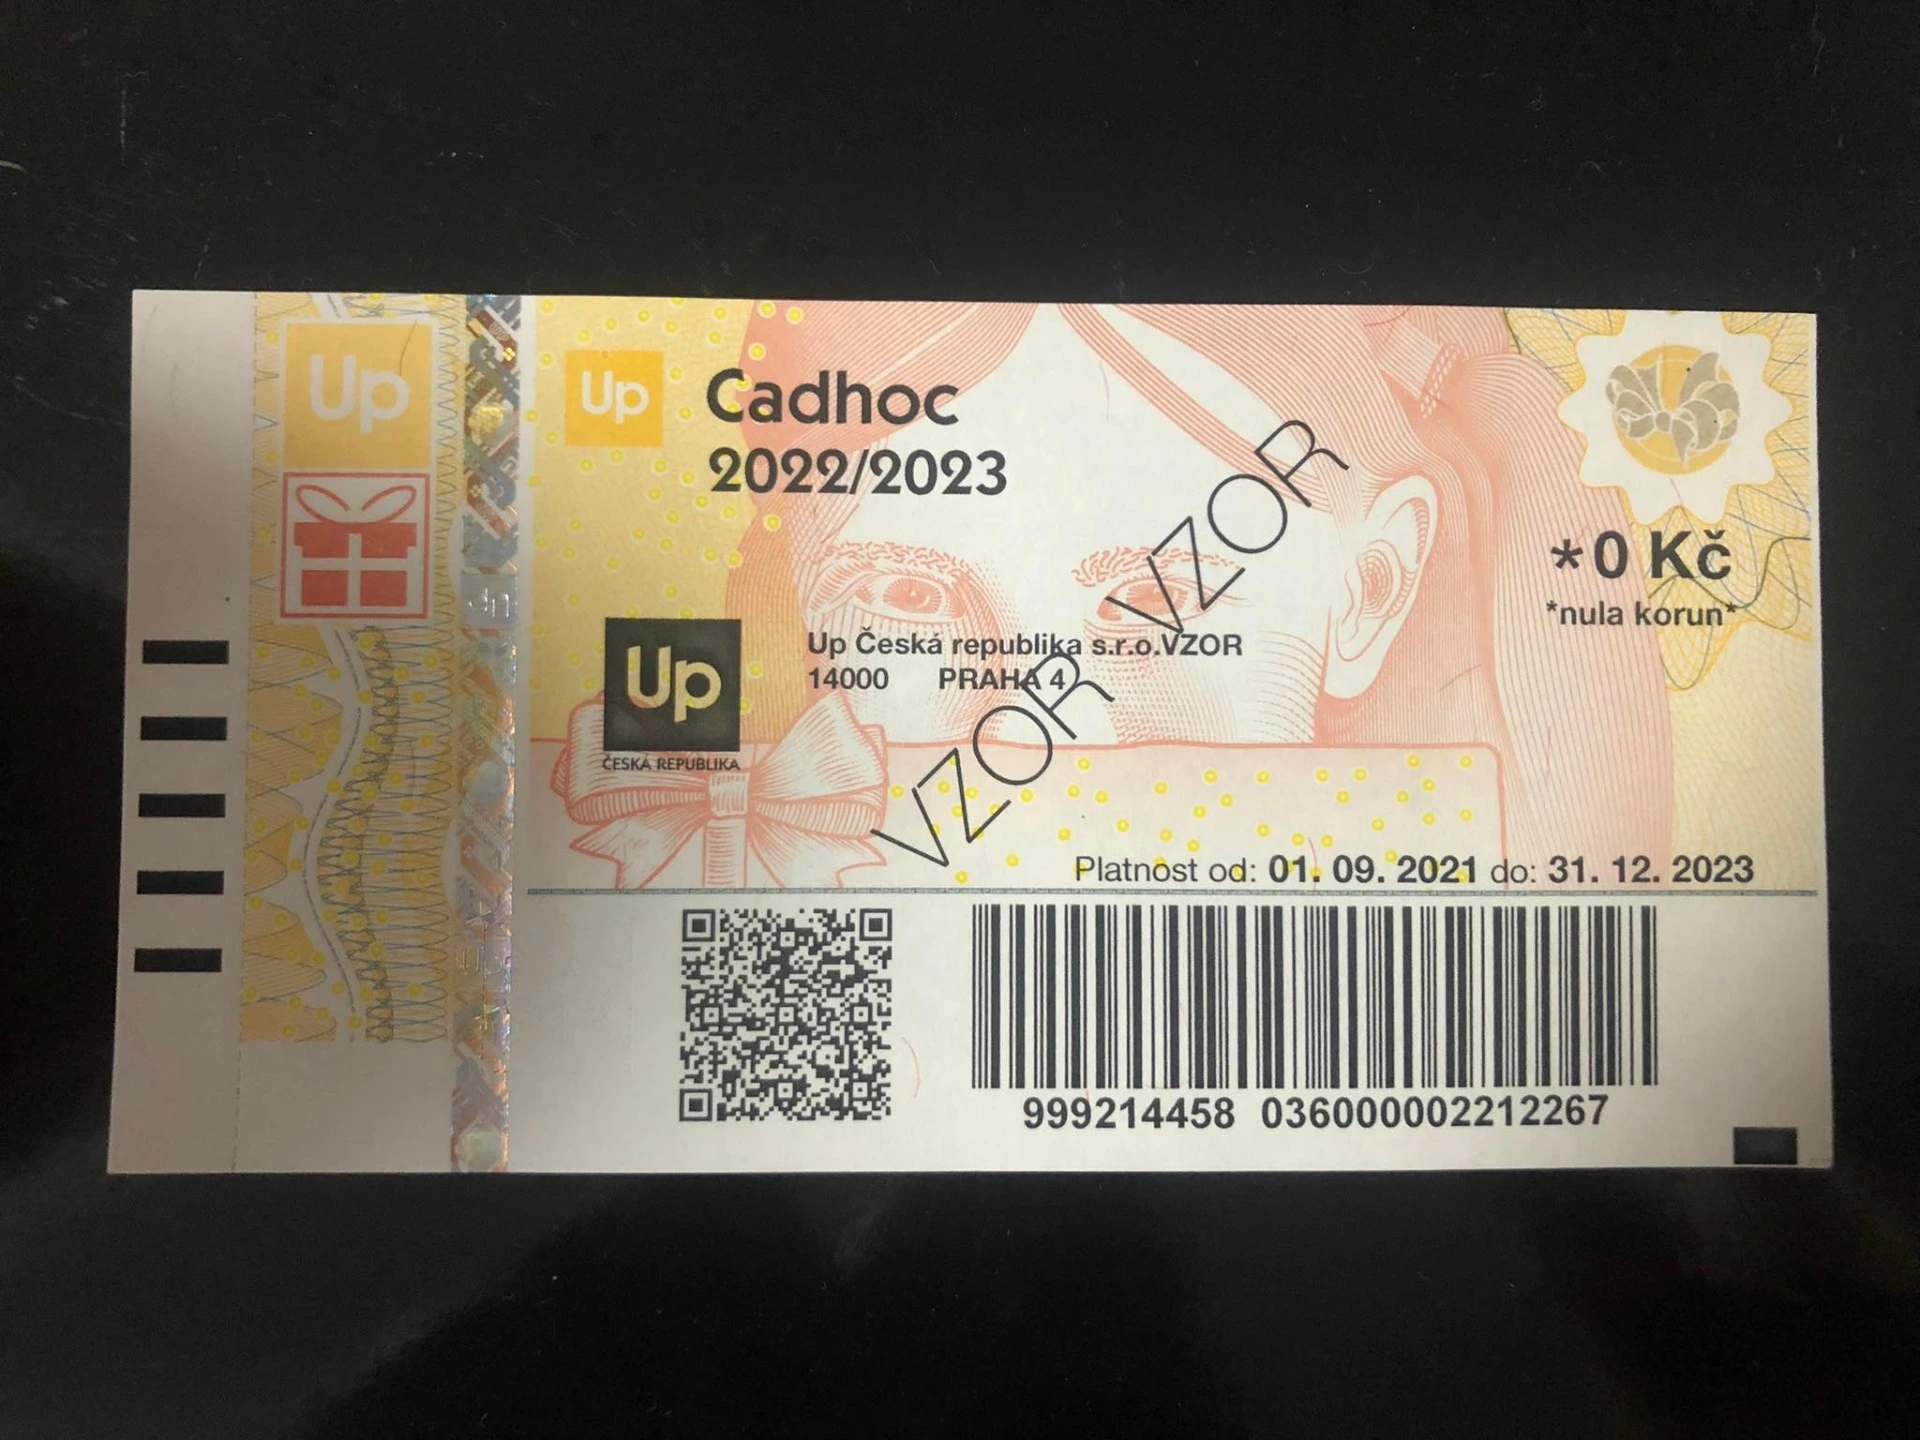 Up
Up
Cadhoc
2022/2023
*0 Kč
*nula korun*
Up
ČESKÁ REPUBLIKA
Up Česká republika s.r.o.VZOR
14000 PRAHA 4
VZOR VZOR
Platnost od: 01. 09. 2021 do: 31. 12. 2023
999214458 036000002212267